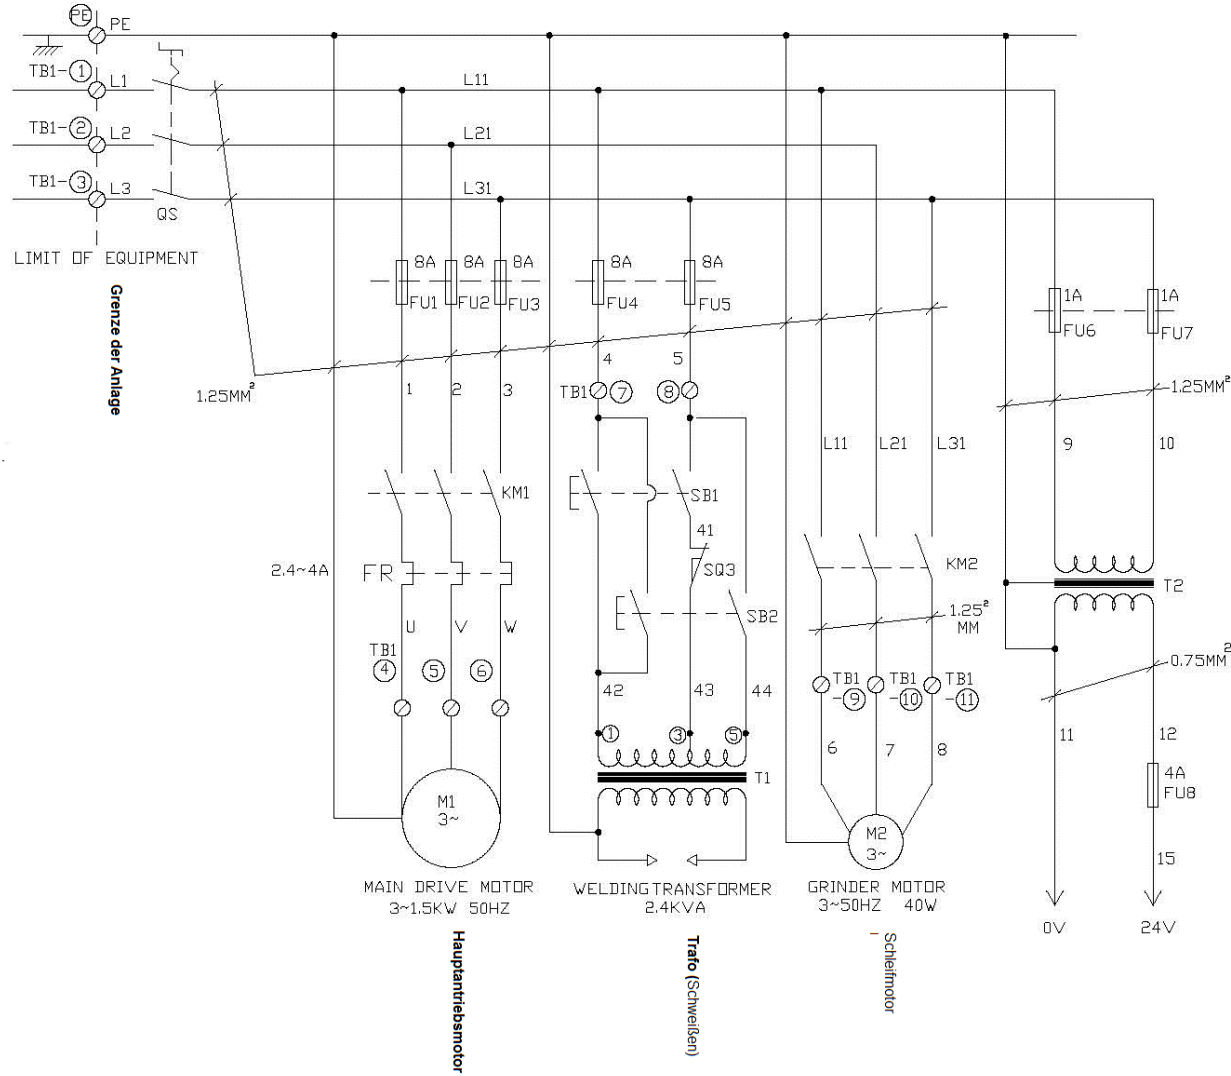 PE
PE
TB1- 1 L1
L11
TB1- 2 L2
L21
TB1- 3 L3
L31
QS
LIMIT OF EQUIPMENT
Grenze der Anlage
8A
FU1
8A
FU2
8A
FU3
8A
FU4
8A
FU5
1A
FU6
1A
FU7
1.25MM²
1.25MM²
4
5
TB1 7
8
1
2
3
L11
L21
L31
9
10
KM1
SB1
41
SQ3
KM2
2.4~4A
FR
T2
SB2
1.25²
MM
U
V
W
TB1
4
5
6
0.75MM²
TB1
-9
TB1
-10
TB1
-11
42
43
44
1
3
5
6
7
8
11
12
T1
4A
FU8
M1
3~
M2
3~
15
MAIN DRIVE MOTOR
3~1.5KW 50HZ
WELDING TRANSFORMER
2.4KVA
GRINDER MOTOR
3~50HZ 40W
0V
24V
Hauptantriebsmotor
Trafo (Schweißen)
Schleifmotor